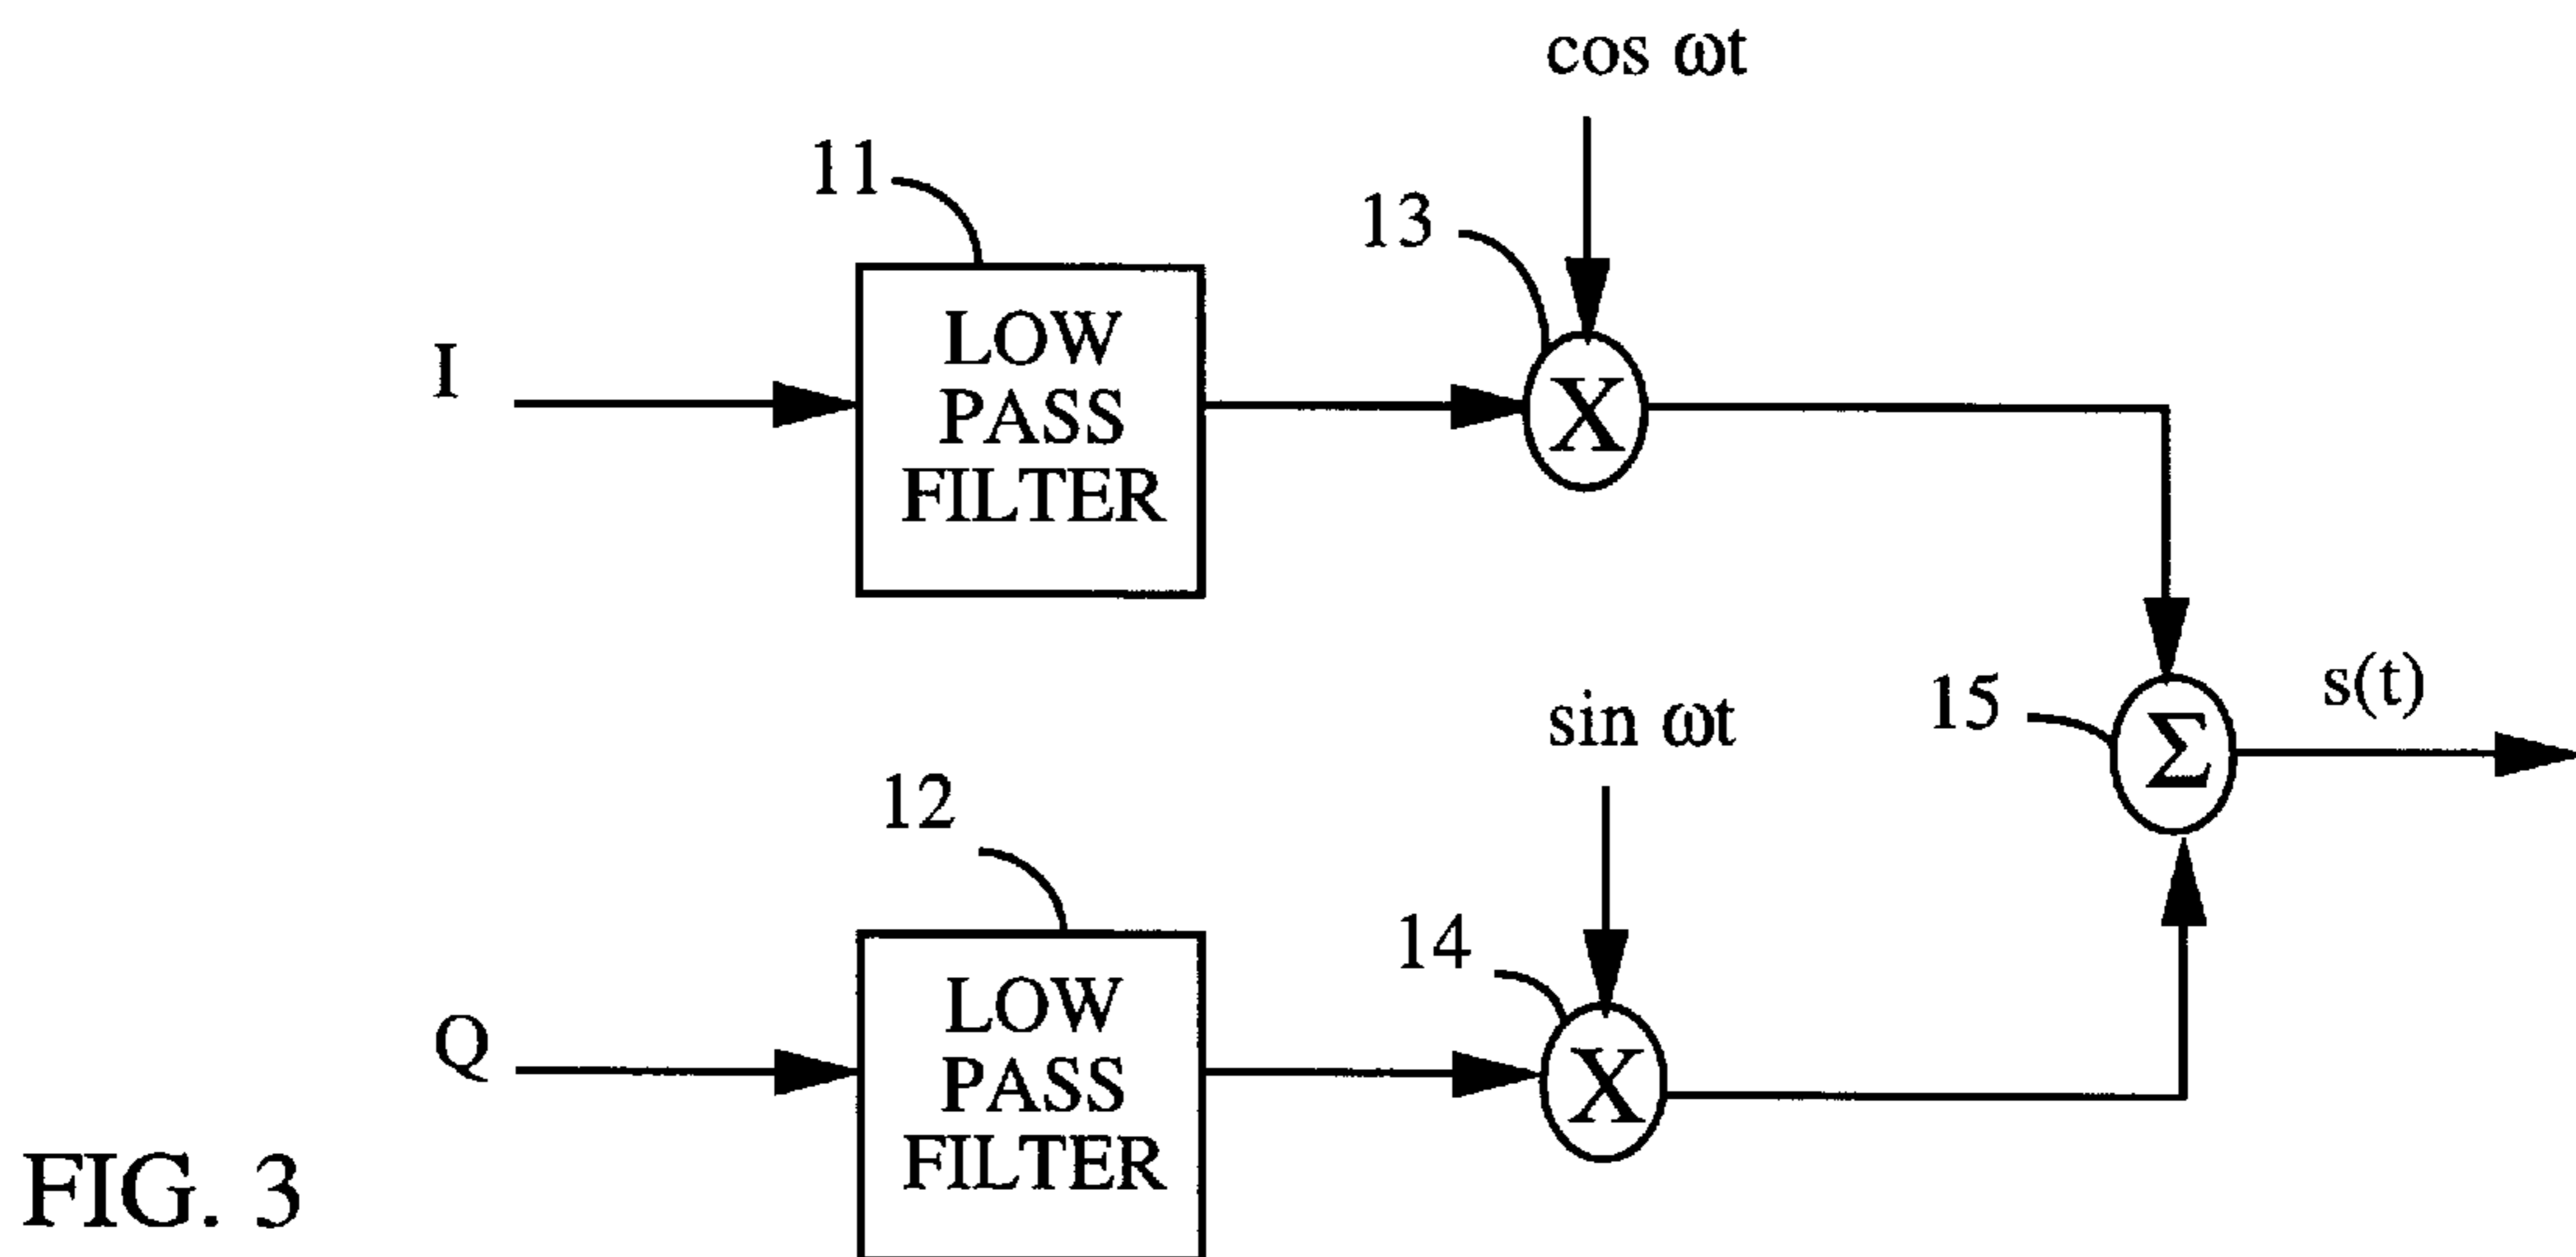 cos ωt
11
13
I
LOW
PASS
FILTER
X
sin ωt
15
s(t)
Σ
12
14
Q
LOW
PASS
FILTER
X
FIG. 3